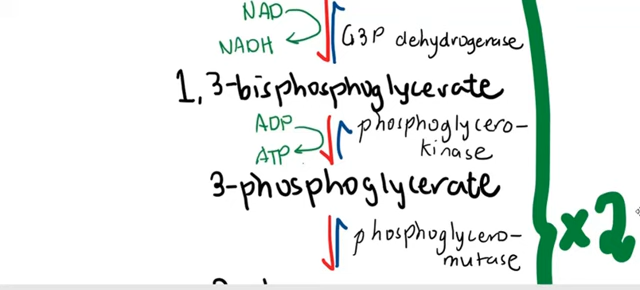 NAD
NADH
G3P dehydrogenase
1,3-bisphosphoglycerate
ADP
ATP
phosphoglycero-
kinase
3-phosphoglycerate
phosphoglycero-
mutase
x2